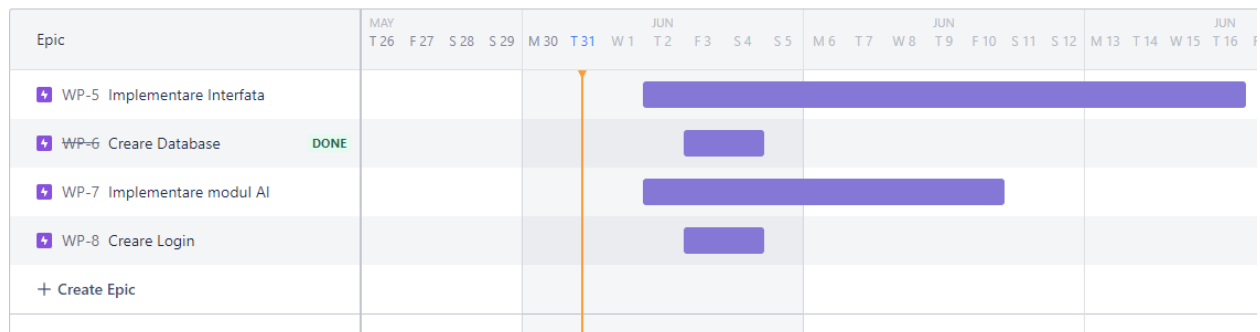 MAY JUN JUN JUN
Epic T 26 F 27 S 28 S 29 M 30 T 31 W 1 T 2 F 3 S 4 S 5 M 6 T 7 W 8 T 9 F 10 S 11 S 12 M 13 T 14 W 15 T 16
WP-5 Implementare Interfata
WP-6 Creare Database DONE
WP-7 Implementare modul AI
WP-8 Creare Login
+ Create Epic